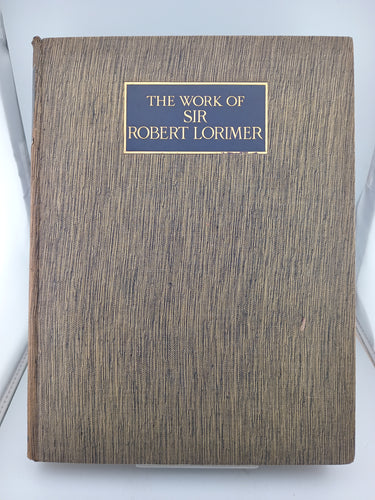 THE WORK OF
SIR
ROBERT LORIMER